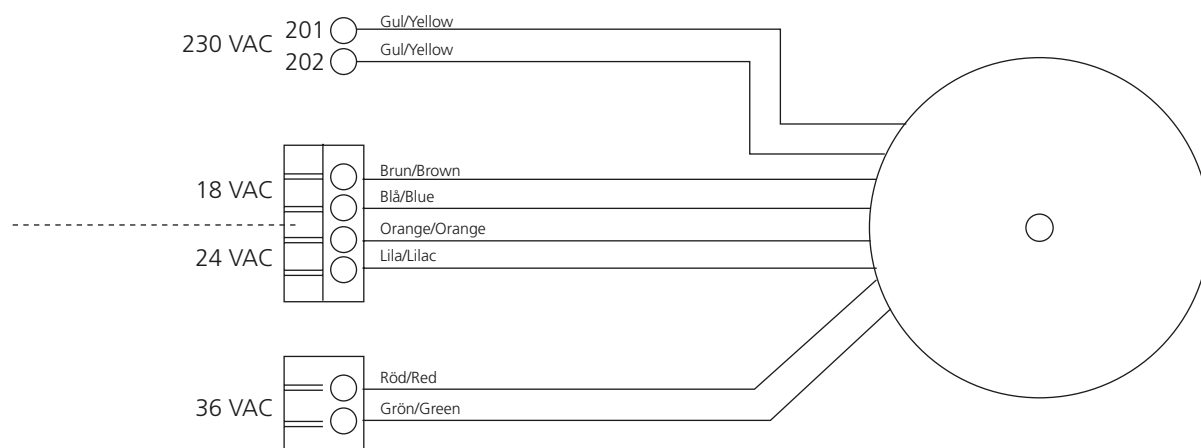 230 VAC
201
Gul/Yellow
202
Gul/Yellow
18 VAC
Brun/Brown
Blå/Blue
Orange/Orange
24 VAC
Lila/Lilac
36 VAC
Röd/Red
Grön/Green